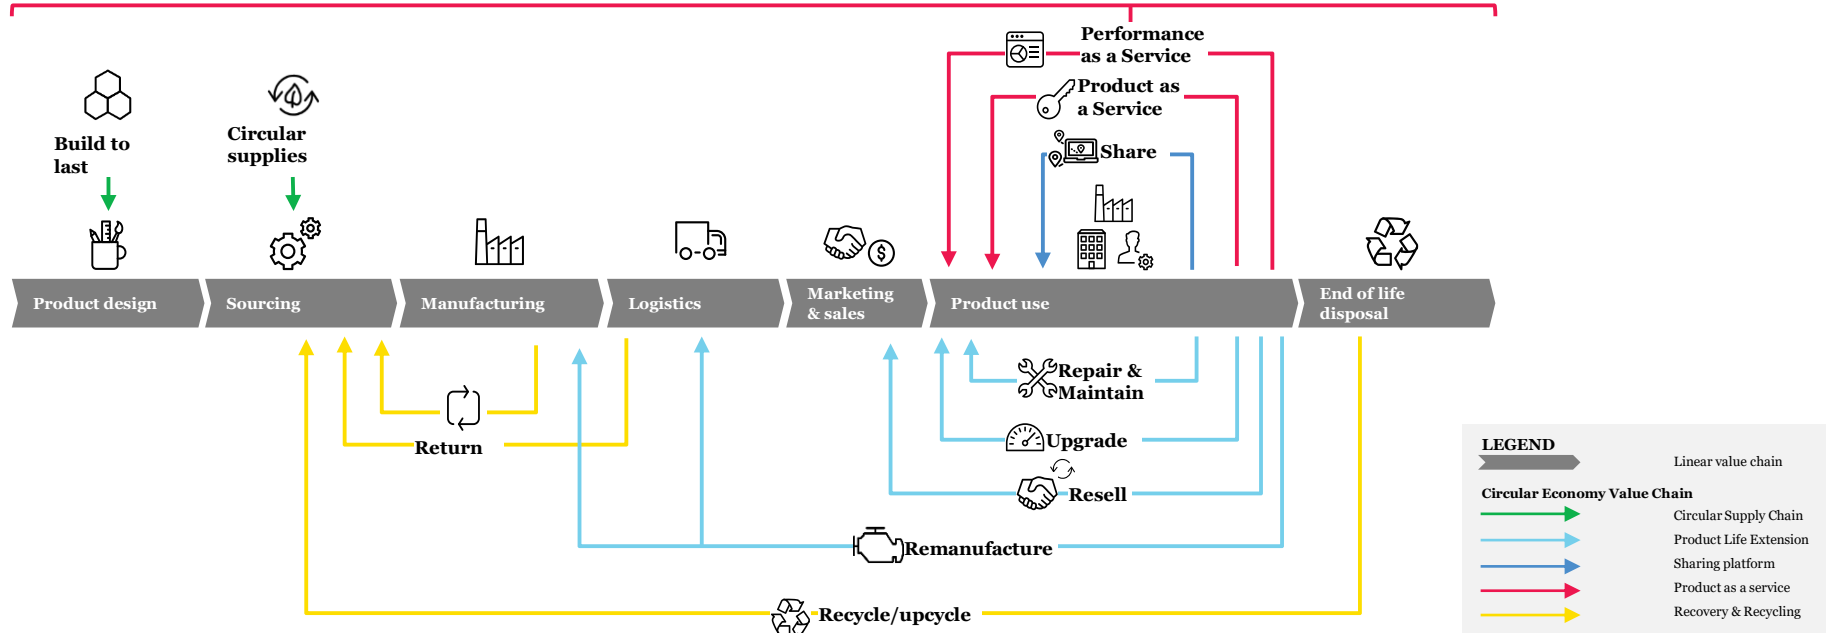 Performance
as a Service
Product as
a Service
Build to
last
Circular
supplies
Share
$
Product design
Sourcing
Manufacturing
Logistics
Marketing
& sales
Product use
End of life
disposal
Repair &
Maintain
Return
Upgrade
Resell
Remanufacture
Recycle/upcycle
LEGEND
Linear value chain
Circular Economy Value Chain
Circular Supply Chain
Product Life Extension
Sharing platform
Product as a service
Recovery & Recycling